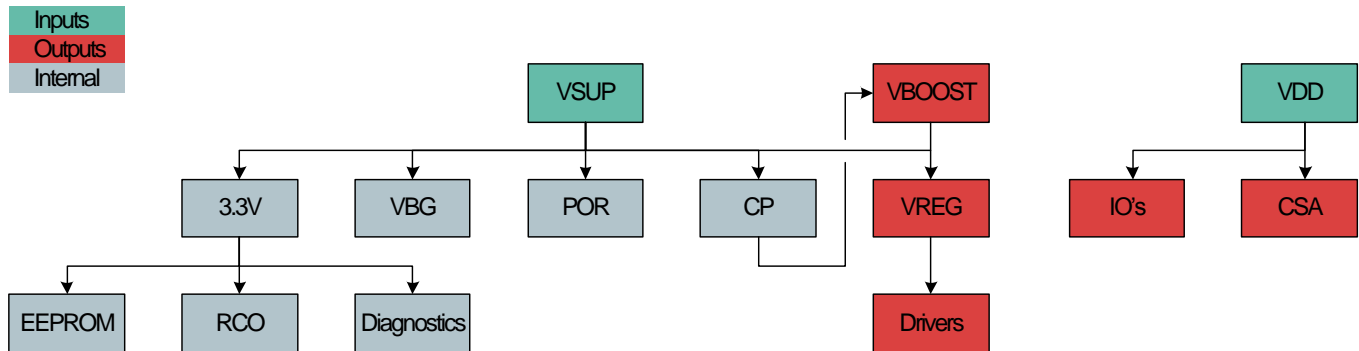 Inputs
Outputs
Internal
VSUP
VBOOST
VDD
3.3V
VBG
POR
CP
VREG
IO's
CSA
EEPROM
RCO
Diagnostics
Drivers